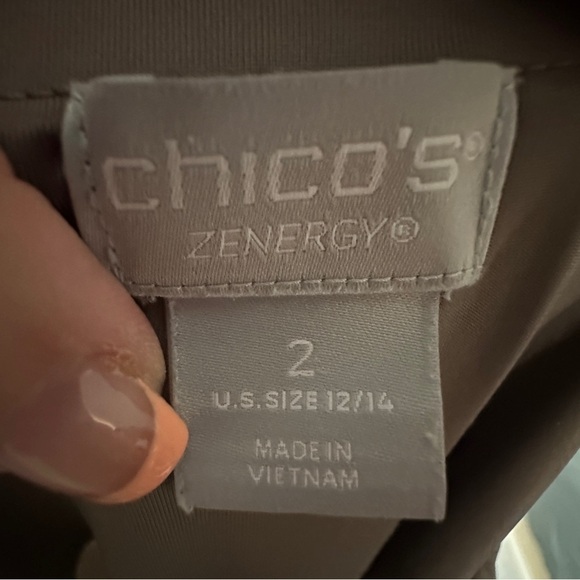 chico's®
ZENERGY®
2
U.S. SIZE 12/14
MADE IN
VIETNAM